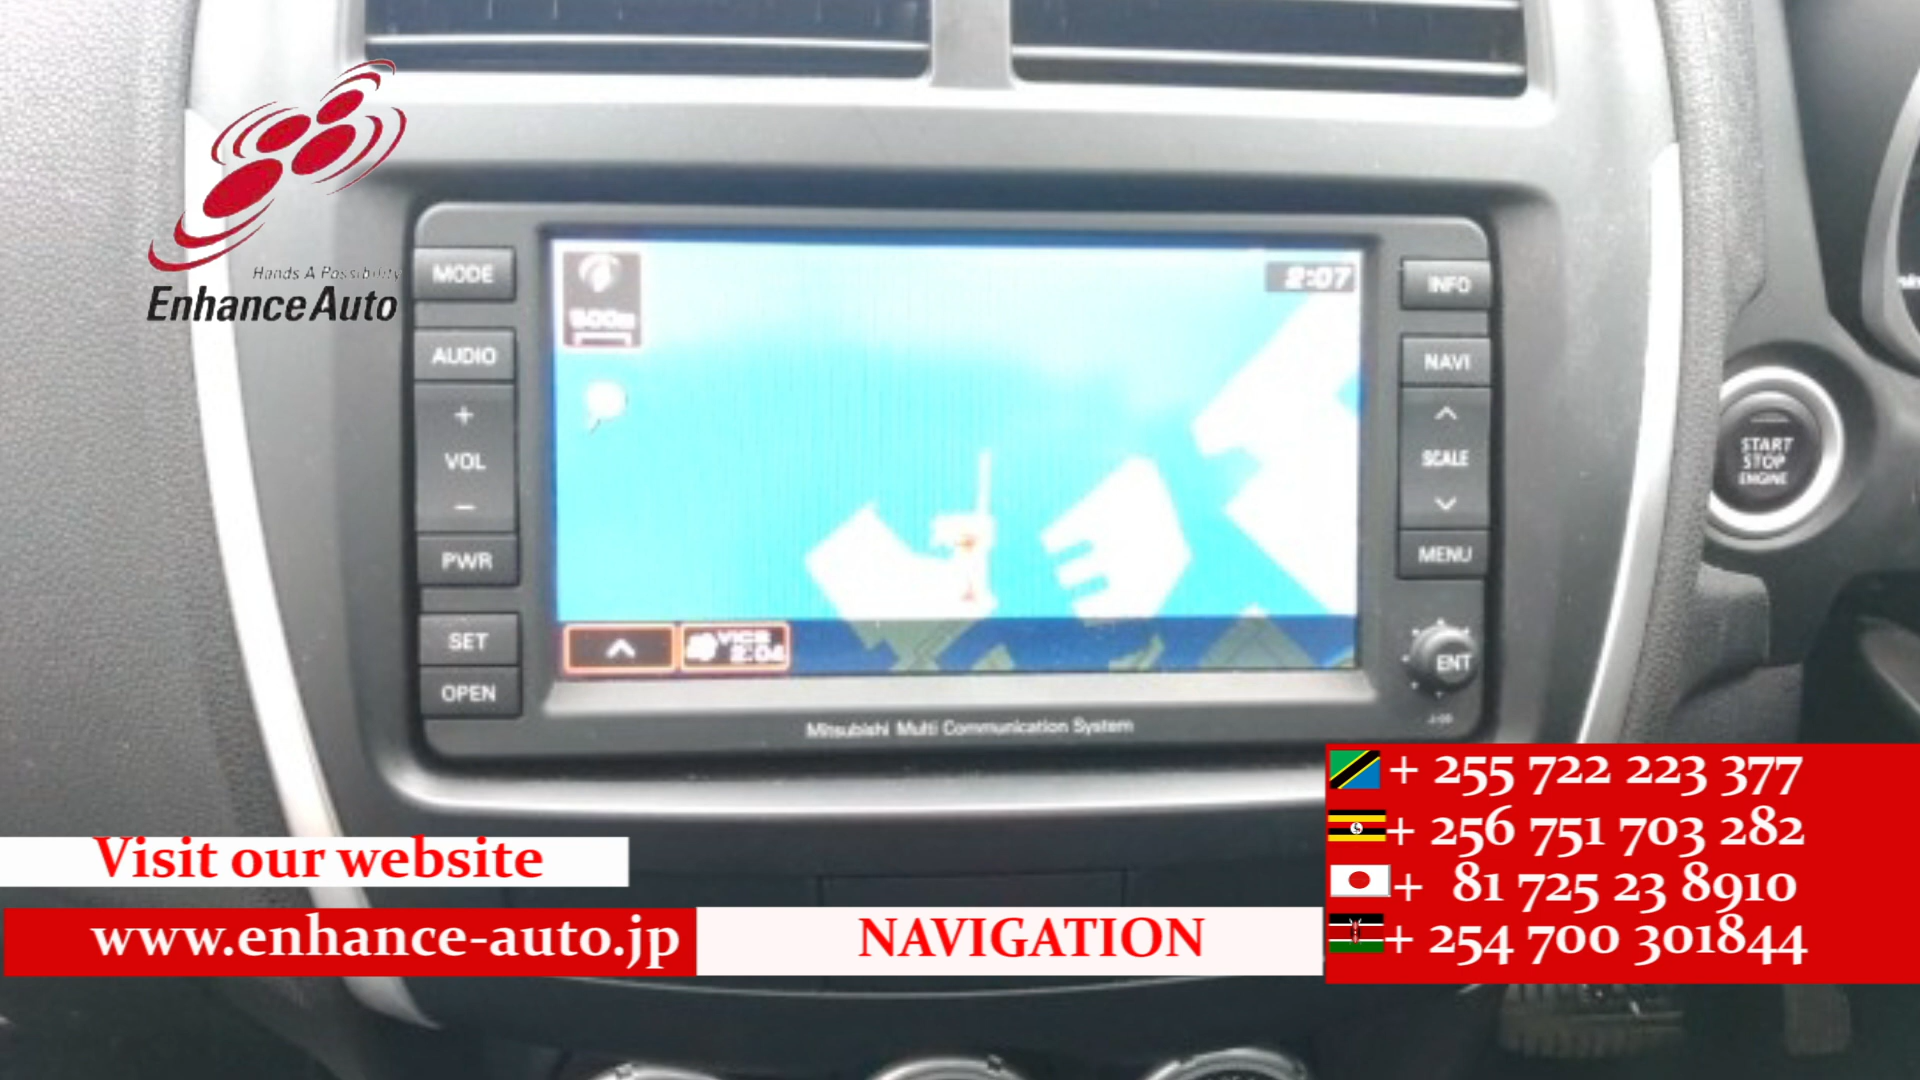 Hands A Possibility
Enhance Auto
MODE
AUDIO
+
VOL
−
PWR
SET
OPEN
2:07
500m
VICS
2:04
INFO
NAVI
SCALE
MENU
ENT
START
STOP
ENGINE
Mitsubishi Multi Communication System
Visit our website
www.enhance-auto.jp
NAVIGATION
+ 255 722 223 377
+ 256 751 703 282
+ 81 725 23 8910
+ 254 700 301844